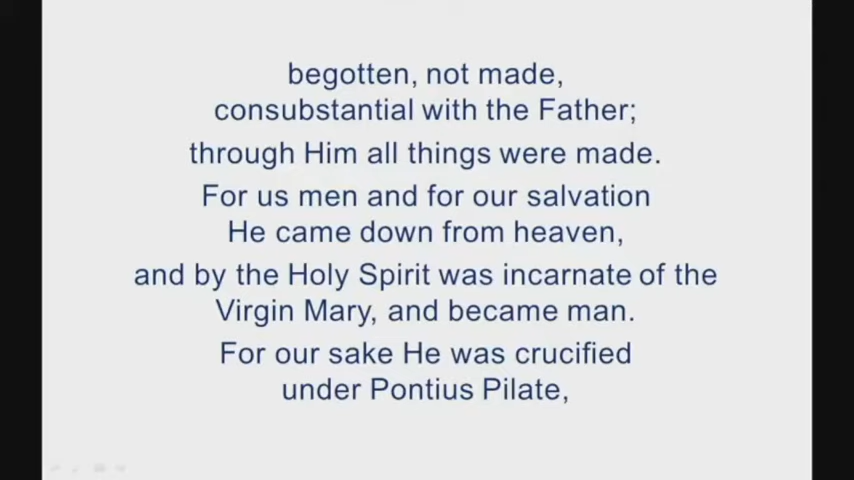 begotten, not made,
consubstantial with the Father;
through Him all things were made.
For us men and for our salvation
He came down from heaven,
and by the Holy Spirit was incarnate of the
Virgin Mary, and became man.
For our sake He was crucified
under Pontius Pilate,